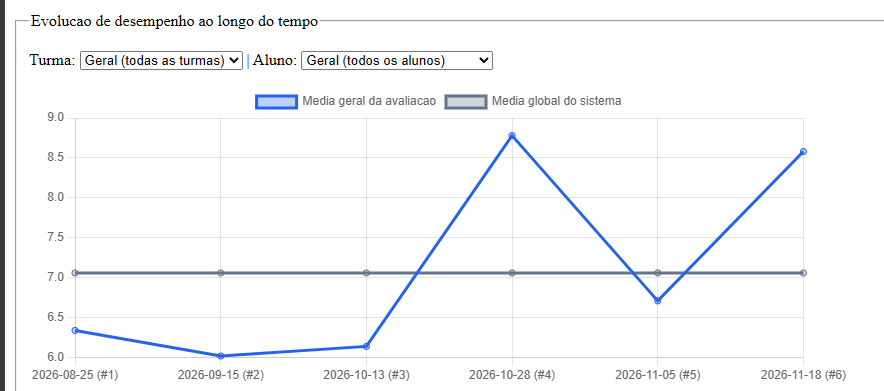 Evolucao de desempenho ao longo do tempo
Turma: Geral (todas as turmas) | Aluno: Geral (todos os alunos)
Media geral da avaliacao Media global do sistema
9.0
8.5
8.0
7.5
7.0
6.5
6.0
2026-08-25 (#1) 2026-09-15 (#2) 2026-10-13 (#3) 2026-10-28 (#4) 2026-11-05 (#5) 2026-11-18 (#6)